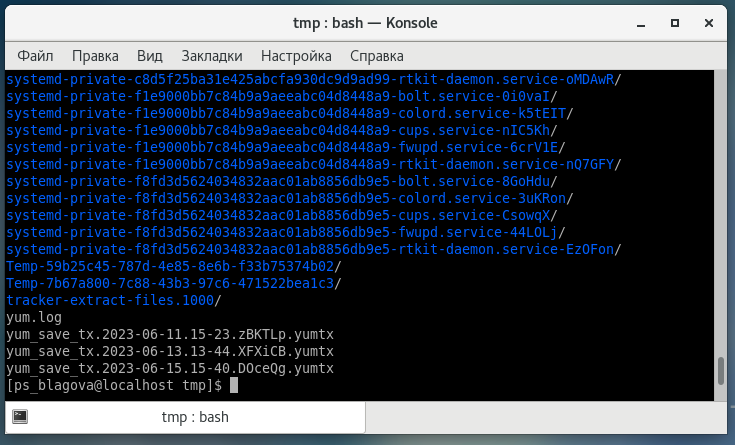 tmp : bash — Konsole
Файл Правка Вид Закладки Настройка Справка
systemd-private-c8d5f25ba31e425abcfa930dc9d9ad99-rtkit-daemon.service-oMDAwR/
systemd-private-f1e9000bb7c84b9a9aeeabc04d8448a9-bolt.service-0i0vaI/
systemd-private-f1e9000bb7c84b9a9aeeabc04d8448a9-colord.service-k5tEIT/
systemd-private-f1e9000bb7c84b9a9aeeabc04d8448a9-cups.service-nIC5Kh/
systemd-private-f1e9000bb7c84b9a9aeeabc04d8448a9-fwupd.service-6crV1E/
systemd-private-f1e9000bb7c84b9a9aeeabc04d8448a9-rtkit-daemon.service-nQ7GFY/
systemd-private-f8fd3d5624034832aac01ab8856db9e5-bolt.service-8GoHdu/
systemd-private-f8fd3d5624034832aac01ab8856db9e5-colord.service-3uKRon/
systemd-private-f8fd3d5624034832aac01ab8856db9e5-cups.service-CsowqX/
systemd-private-f8fd3d5624034832aac01ab8856db9e5-fwupd.service-44LOLj/
systemd-private-f8fd3d5624034832aac01ab8856db9e5-rtkit-daemon.service-EzOFon/
Temp-59b25c45-787d-4e85-8e6b-f33b75374b02/
Temp-7b67a800-7c88-43b3-97c6-471522bea1c3/
tracker-extract-files.1000/
yum.log
yum_save_tx.2023-06-11.15-23.zBKTLp.yumtx
yum_save_tx.2023-06-13.13-44.XFXiCB.yumtx
yum_save_tx.2023-06-15.15-40.DOceQg.yumtx
[ps_blagova@localhost tmp]$
tmp : bash